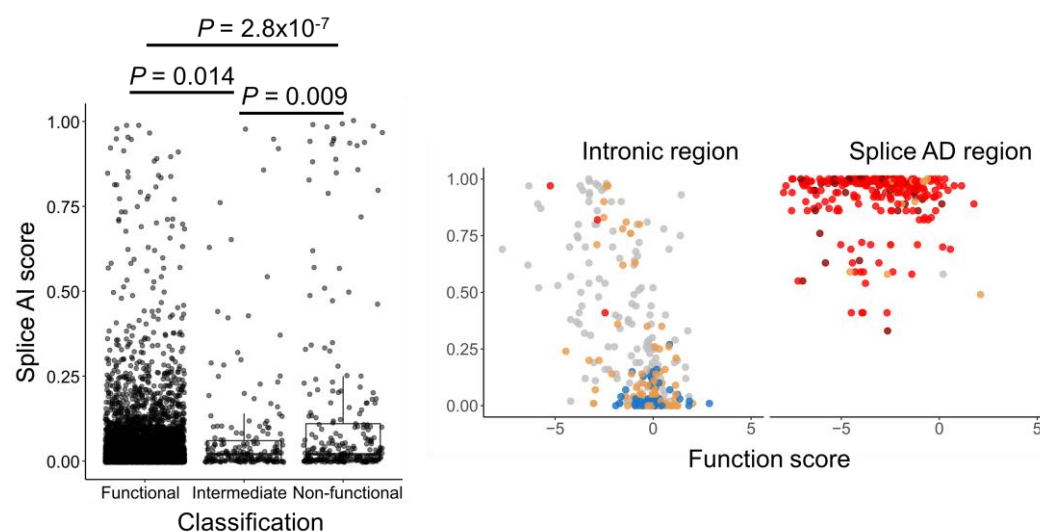 P = 2.8x10-7
P = 0.014
P = 0.009
Splice AI score
1.00
0.75
0.50
0.25
0.00
Functional Intermediate Non-functional
Classification
Intronic region Splice AD region
1.00
0.75
0.50
0.25
0.00
−5 0 5 −5 0 5
Function score